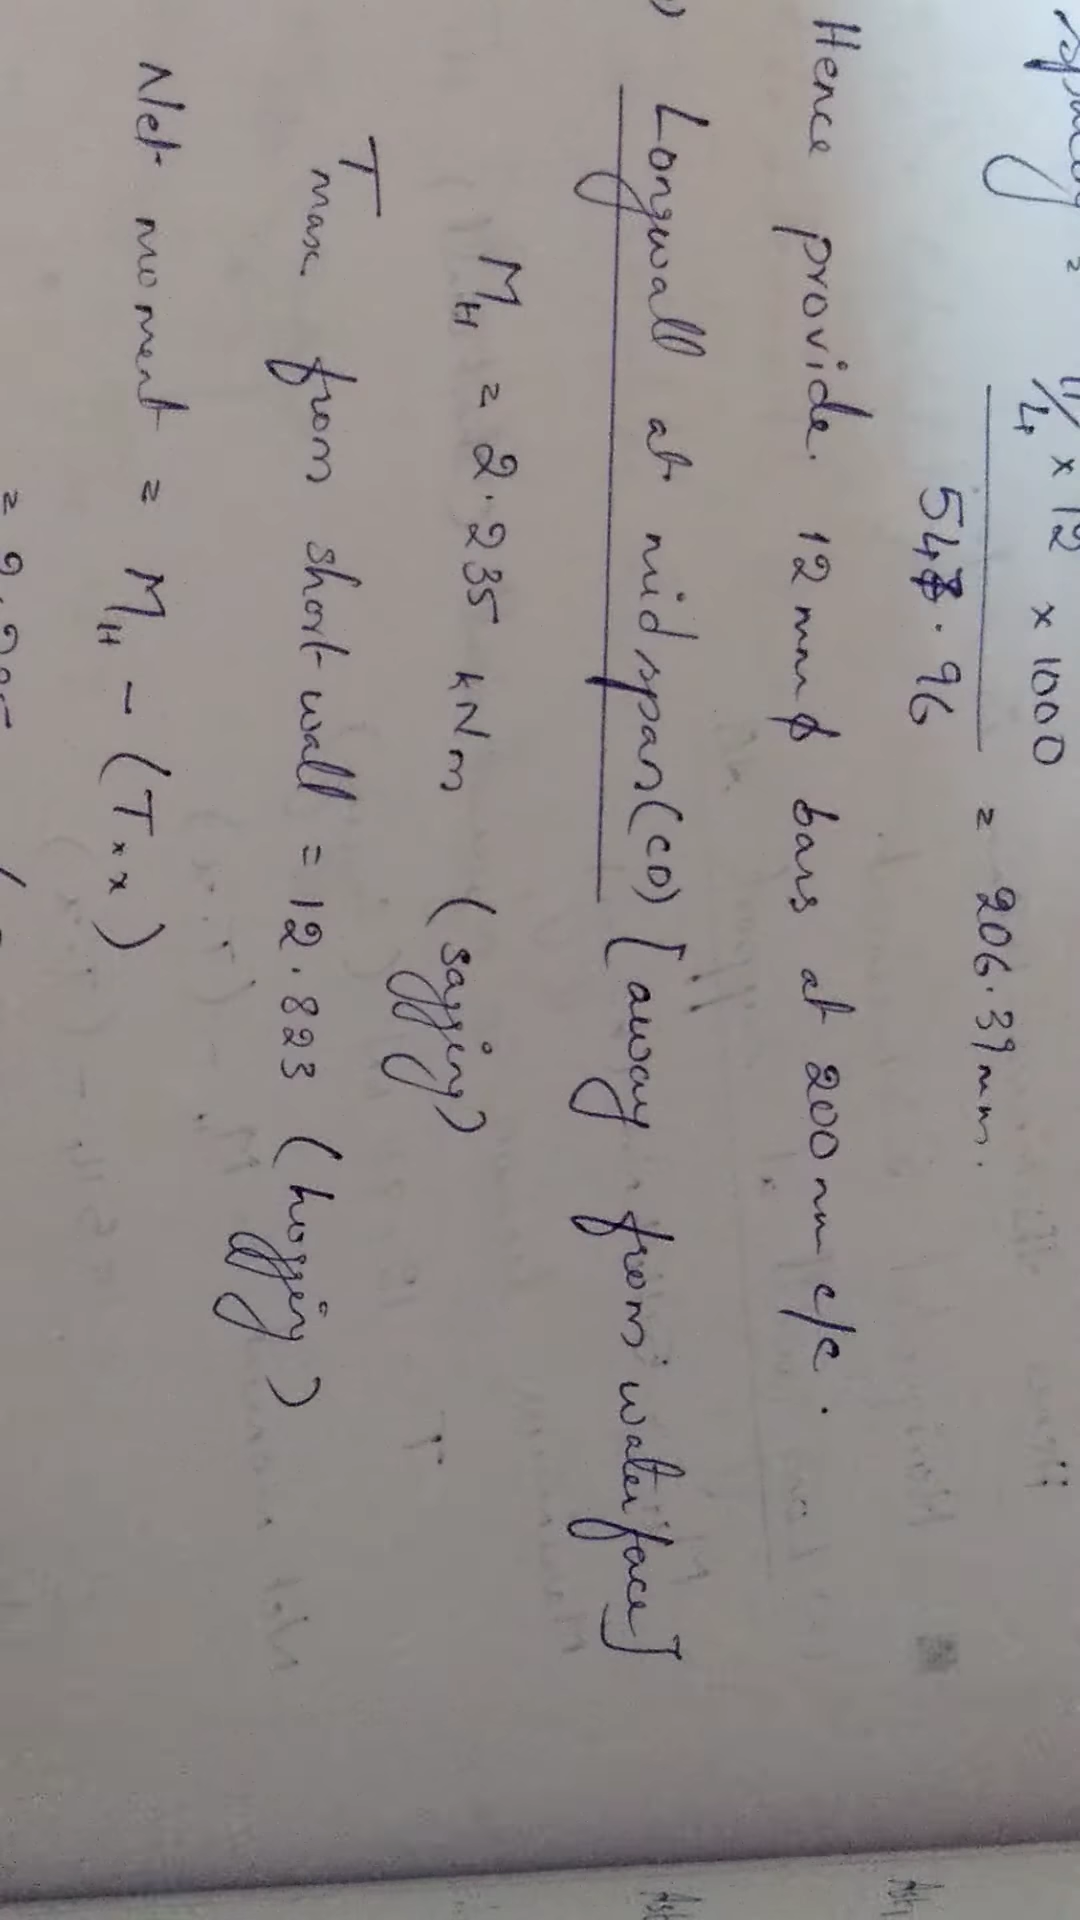 Spacing = π/4 × 12 × 1000
548.96 = 206.39 mm.
Hence provide 12 mm ϕ bars at 200 mm c/c.
) Longwall at midspan (CD) [away from water face]
M_H = 2.235 kNm (sagging)
T max from short wall = 12.823 (hogging)
Net moment = M_H - (T × x)
=